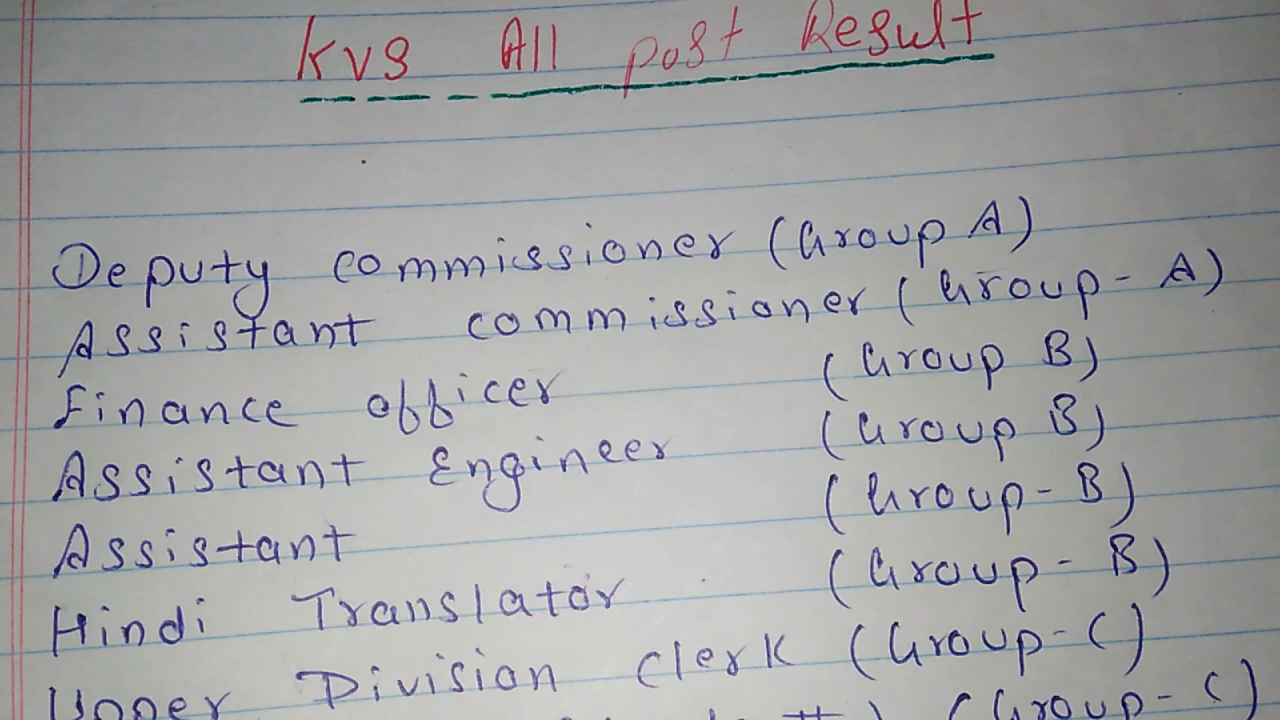 KVS All post Result
Deputy commissioner (Group A)
Assistant commissioner (Group - A)
Finance officer (Group B)
Assistant Engineer (Group B)
Assistant (Group - B)
Hindi Translator (Group - B)
Upper Division Clerk (Group - C)
(Group - C)